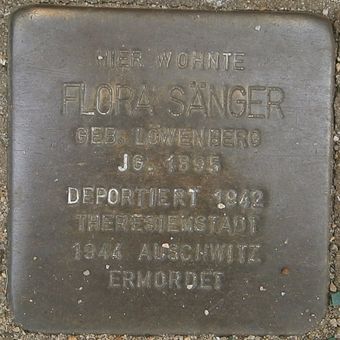 HIER WOHNTE
FLORA SÄNGER
GEB. LÖWENBERG
JG. 1895
DEPORTIERT 1942
THERESIENSTADT
1944 AUSCHWITZ
ERMORDET